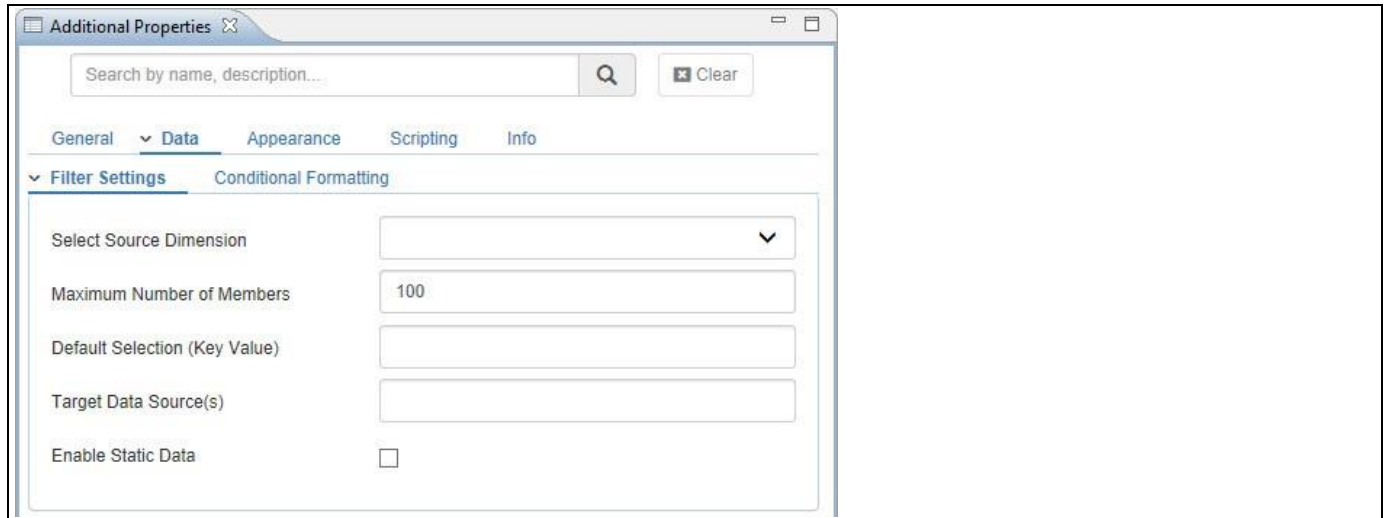 Additional Properties
Search by name, description...
Clear
General Data Appearance Scripting Info
Filter Settings Conditional Formatting
Select Source Dimension
Maximum Number of Members 100
Default Selection (Key Value)
Target Data Source(s)
Enable Static Data